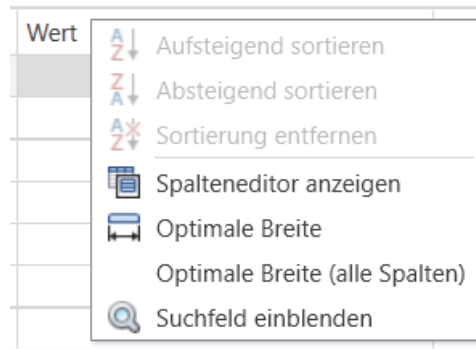 Wert
Aufsteigend sortieren
Absteigend sortieren
Sortierung entfernen
Spalteneditor anzeigen
Optimale Breite
Optimale Breite (alle Spalten)
Suchfeld einblenden